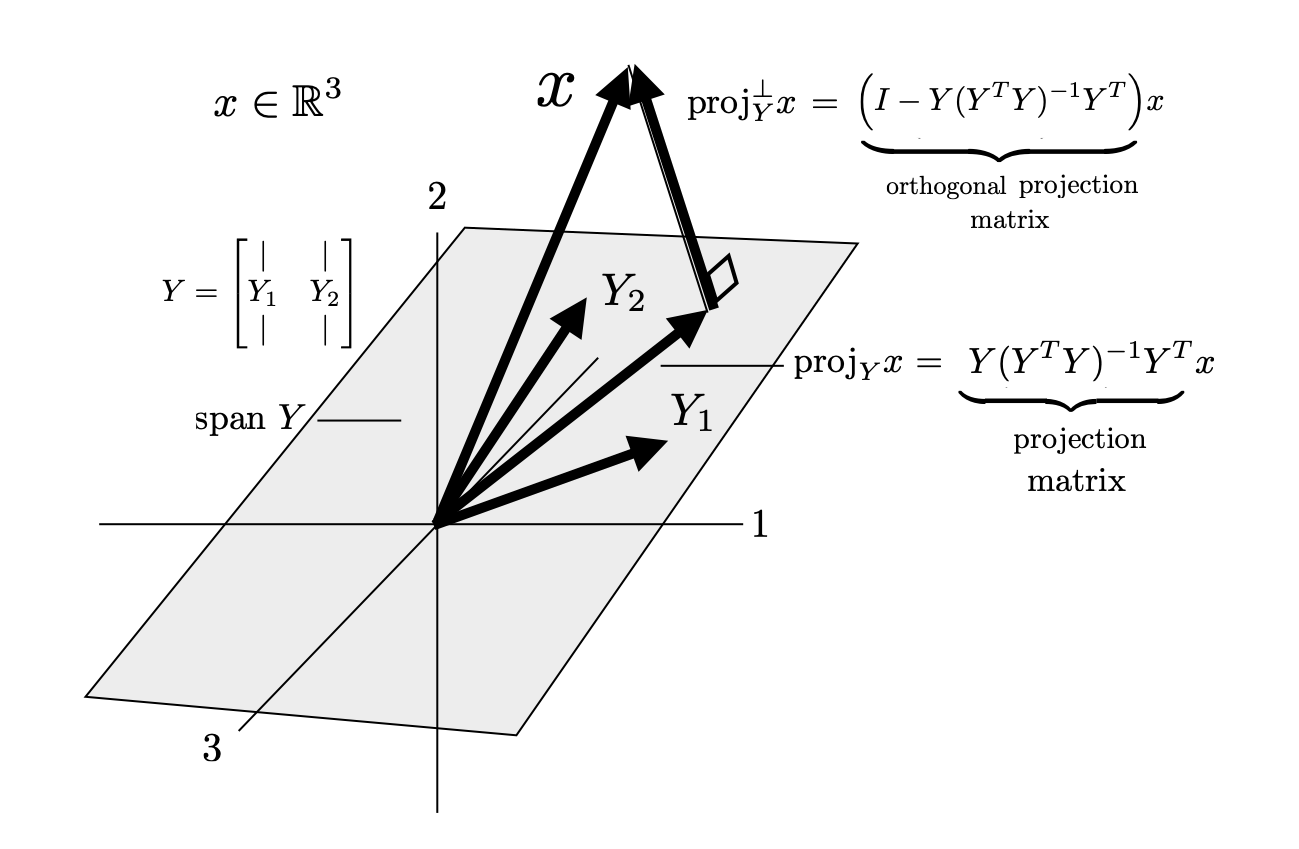 x ∈ ℝ³
x
proj⊥_Y x = (I − Y(YᵀY)⁻¹Yᵀ)x
orthogonal projection
matrix
2
Y = [Y₁ Y₂]
Y₂
proj_Y x = Y(YᵀY)⁻¹Yᵀx
Y₁
span Y
projection
matrix
1
3